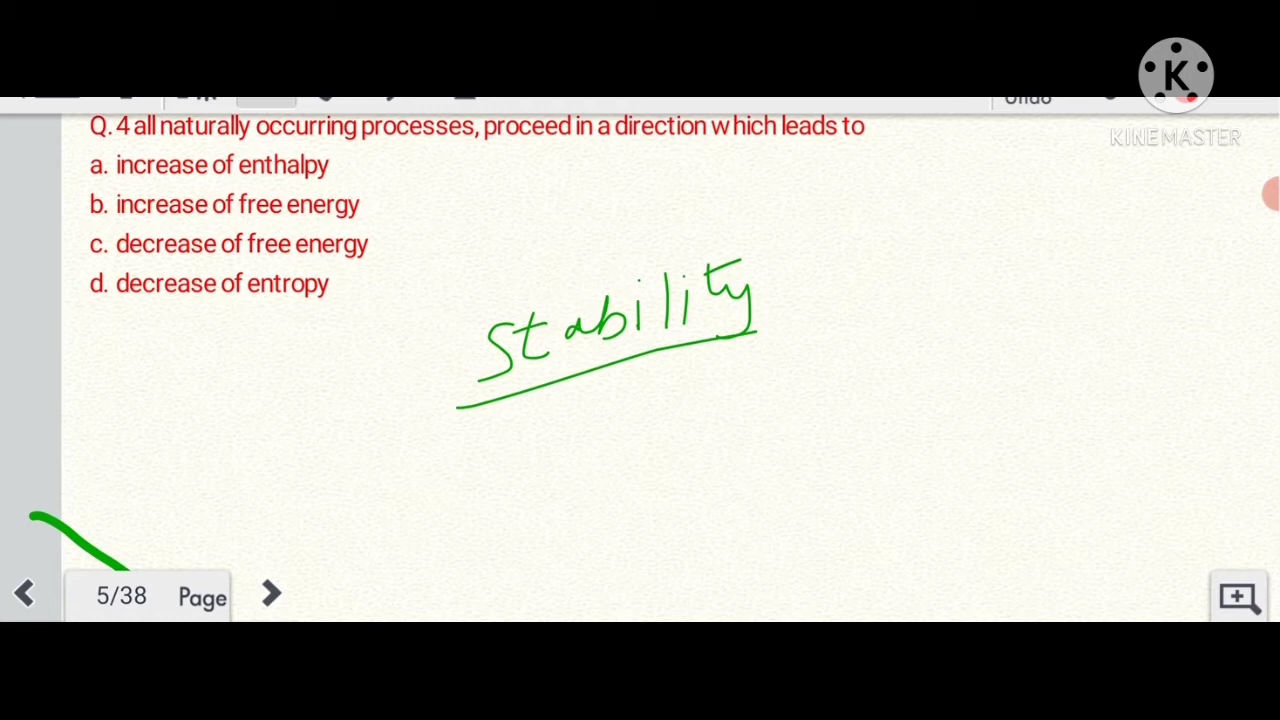 Undo
K
KINEMASTER
Q. 4 all naturally occurring processes, proceed in a direction which leads to
a. increase of enthalpy
b. increase of free energy
c. decrease of free energy
d. decrease of entropy
stability
5/38 Page